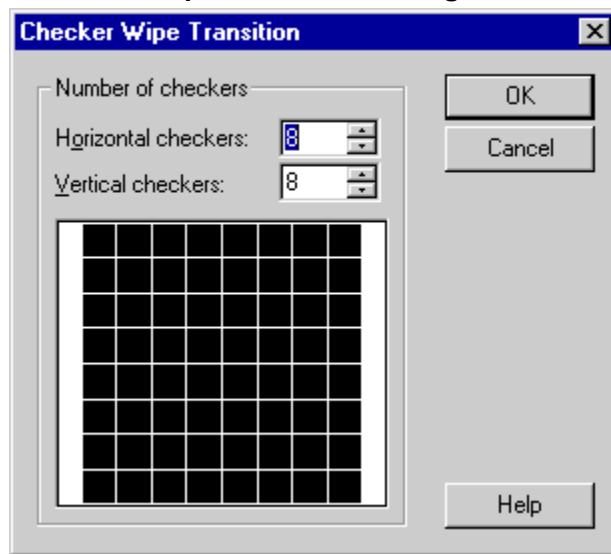 Checker Wipe Transition
Number of checkers
Horizontal checkers: 8
Vertical checkers: 8
OK
Cancel
Help